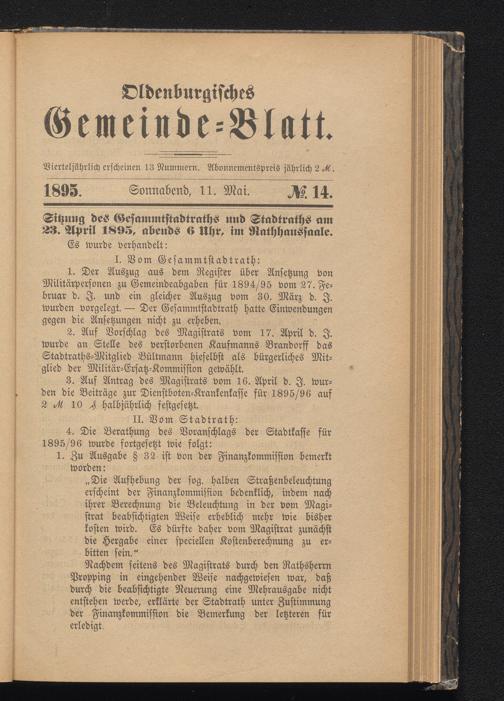 Oldenburgisches
Gemeinde=Blatt.
Vierteljährlich erscheinen 13 Nummern. Abonnementspreis jährlich 2 ℳ.
1895. Sonnabend, 11. Mai. № 14.
Sitzung des Gesammtstadtraths und Stadtraths am
23. April 1895, abends 6 Uhr, im Rathhaussaale.
Es wurde verhandelt:
I. Vom Gesammtstadtrath:
1. Der Auszug aus dem Register über Ansetzung von
Militärpersonen zu Gemeindeabgaben für 1894/95 vom 27. Fe-
bruar d. J. und ein gleicher Auszug vom 30. März d. J.
wurden vorgelegt. — Der Gesammtstadtrath hatte Einwendungen
gegen die Ansetzungen nicht zu erheben.
2. Auf Vorschlag des Magistrats vom 17. April d. J.
wurde an Stelle des verstorbenen Kaufmanns Brandorff das
Stadtraths-Mitglied Bültmann hieselbst als bürgerliches Mit-
glied der Militär-Ersatz-Kommission gewählt.
3. Auf Antrag des Magistrats vom 16. April d. J. wur-
den die Beiträge zur Dienstboten-Krankenkasse für 1895/96 auf
2 ℳ 10 ₰ halbjährlich festgesetzt.
II. Vom Stadtrath:
4. Die Berathung des Voranschlags der Stadtkasse für
1895/96 wurde fortgesetzt wie folgt:
1. Zu Ausgabe § 32 ist von der Finanzkommission bemerkt
worden:
„Die Aufhebung der sog. halben Straßenbeleuchtung
erscheint der Finanzkommission bedenklich, indem nach
ihrer Berechnung die Beleuchtung in der vom Magi-
strat beabsichtigten Weise erheblich mehr wie bisher
kosten wird. Es dürfte daher vom Magistrat zunächst
die Hergabe einer speciellen Kostenberechnung zu er-
bitten sein.“
Nachdem seitens des Magistrats durch den Rathsherrn
Propping in eingehender Weise nachgewiesen war, daß
durch die beabsichtigte Neuerung eine Mehrausgabe nicht
entstehen werde, erklärte der Stadtrath unter Zustimmung
der Finanzkommission die Bemerkung der letzteren für
erledigt.